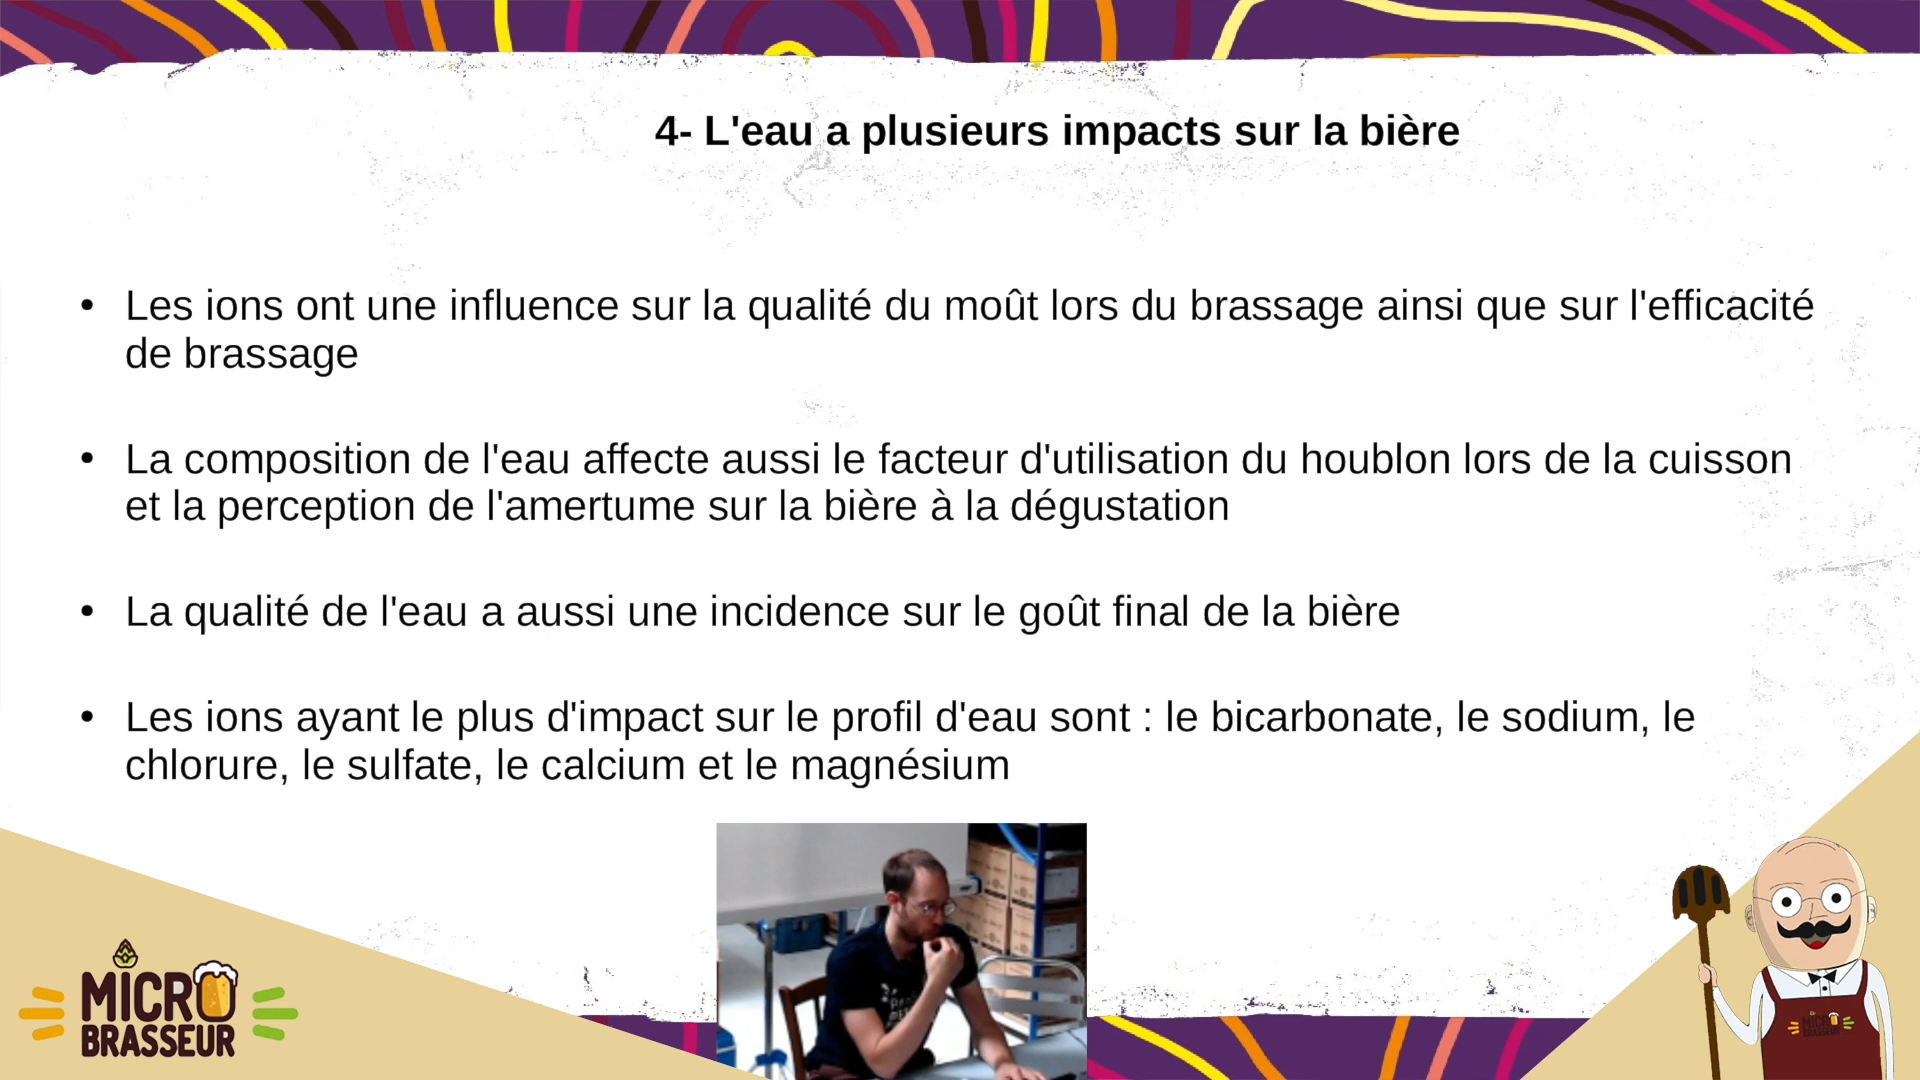 4- L'eau a plusieurs impacts sur la bière
• Les ions ont une influence sur la qualité du moût lors du brassage ainsi que sur l'efficacité
de brassage
• La composition de l'eau affecte aussi le facteur d'utilisation du houblon lors de la cuisson
et la perception de l'amertume sur la bière à la dégustation
• La qualité de l'eau a aussi une incidence sur le goût final de la bière
• Les ions ayant le plus d'impact sur le profil d'eau sont : le bicarbonate, le sodium, le
chlorure, le sulfate, le calcium et le magnésium
MICRO
BRASSEUR
MICRO
BRASSEUR